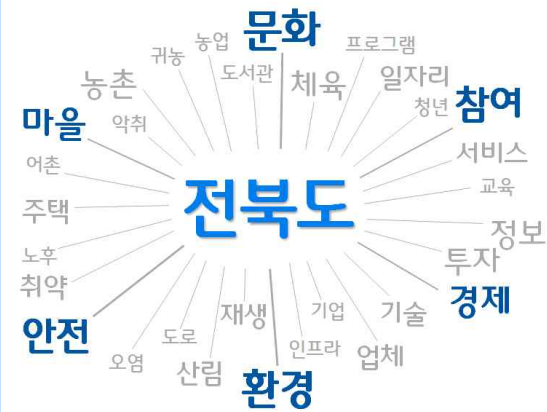 문화
농업
프로그램
귀농
도서관
체육
일자리
농촌
청년
참여
마을
악취
서비스
어촌
교육
전북도
주택
정보
노후
투자
취약
경제
재생
기업
기술
안전
도로
인프라
오염
산림
업체
환경